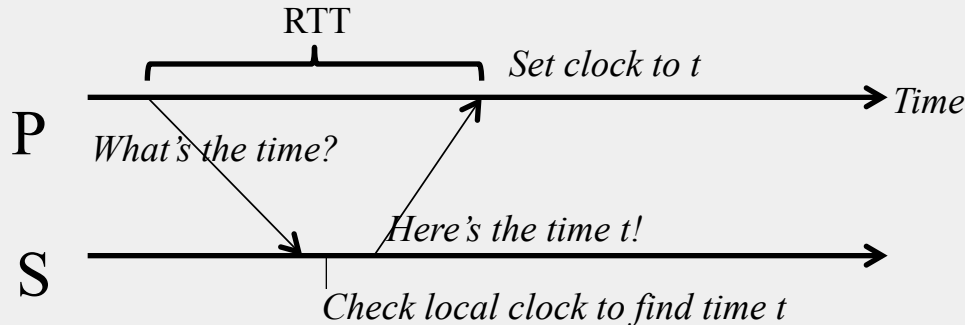 RTT
Set clock to t
Time
P
What’s the time?
Here’s the time t!
S
Check local clock to find time t